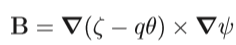 B = ∇(ζ − qθ) × ∇ψ